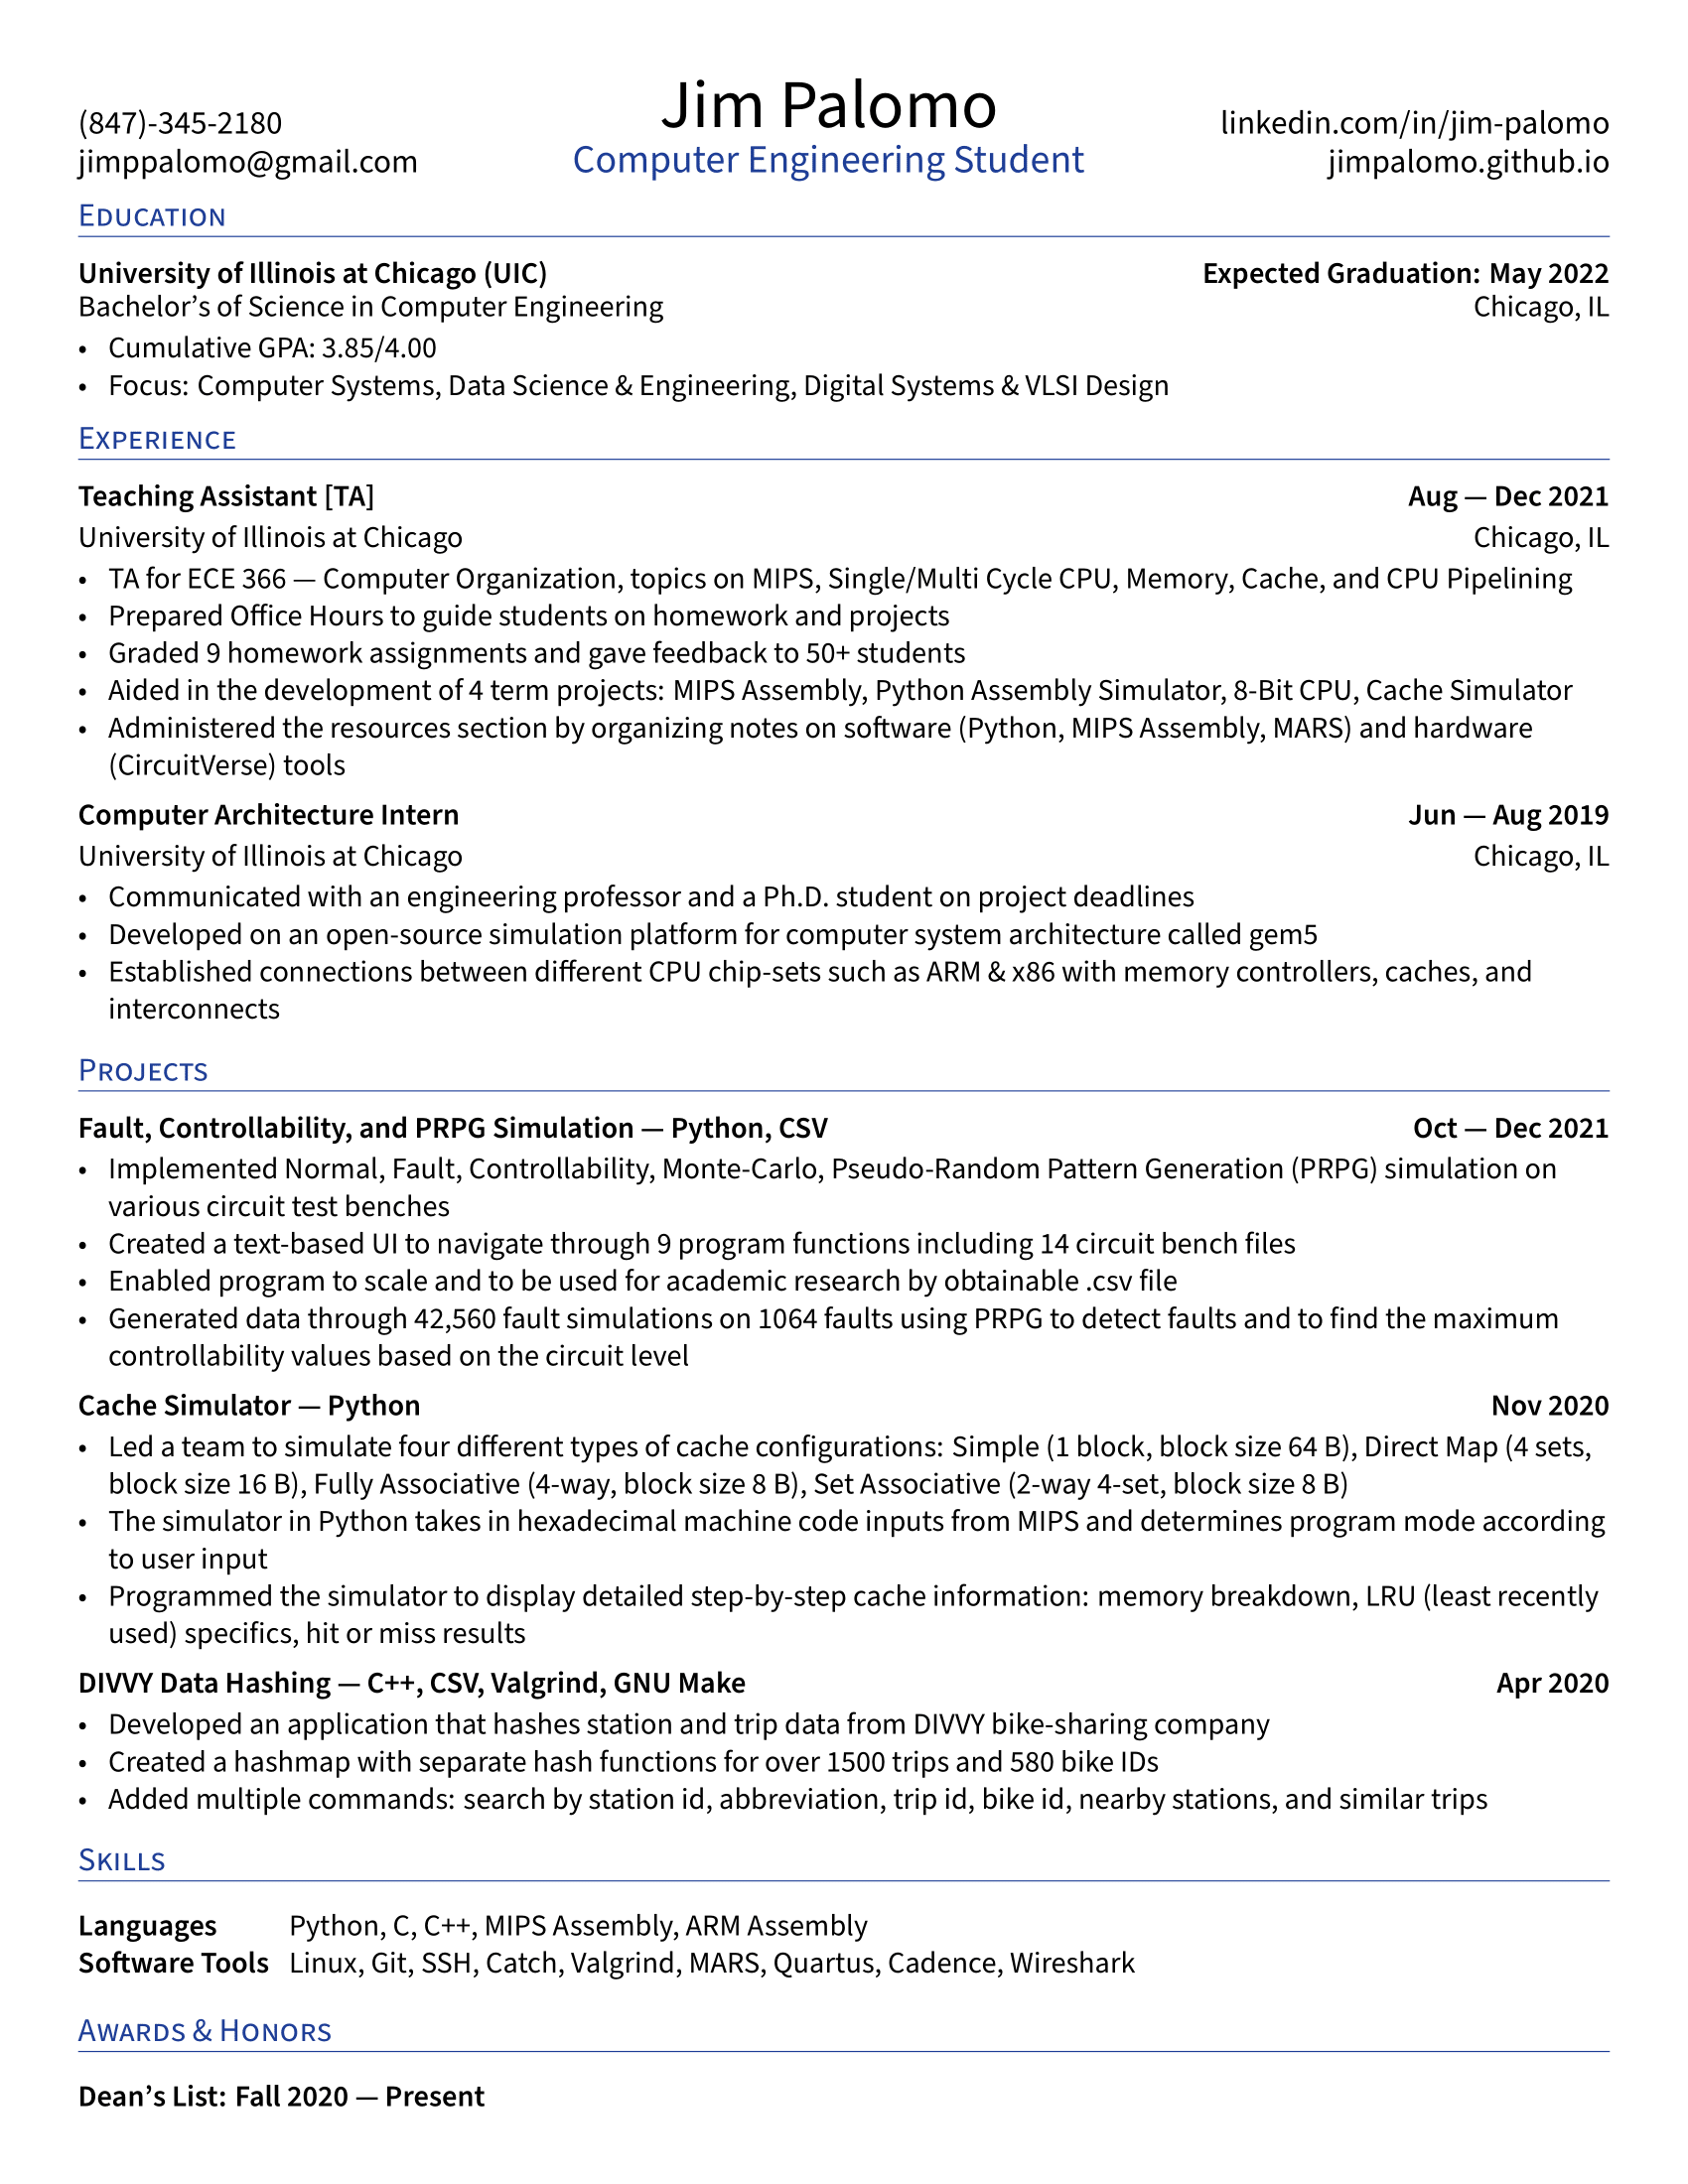 Jim Palomo
Computer Engineering Student
(847)-345-2180
jimppalomo@gmail.com
linkedin.com/in/jim-palomo
jimpalomo.github.io
Education
University of Illinois at Chicago (UIC) Expected Graduation: May 2022
Bachelor’s of Science in Computer Engineering Chicago, IL
• Cumulative GPA: 3.85/4.00
• Focus: Computer Systems, Data Science & Engineering, Digital Systems & VLSI Design
Experience
Teaching Assistant [TA] Aug — Dec 2021
University of Illinois at Chicago Chicago, IL
• TA for ECE 366 — Computer Organization, topics on MIPS, Single/Multi Cycle CPU, Memory, Cache, and CPU Pipelining
• Prepared Office Hours to guide students on homework and projects
• Graded 9 homework assignments and gave feedback to 50+ students
• Aided in the development of 4 term projects: MIPS Assembly, Python Assembly Simulator, 8-Bit CPU, Cache Simulator
• Administered the resources section by organizing notes on software (Python, MIPS Assembly, MARS) and hardware
(CircuitVerse) tools
Computer Architecture Intern Jun — Aug 2019
University of Illinois at Chicago Chicago, IL
• Communicated with an engineering professor and a Ph.D. student on project deadlines
• Developed on an open-source simulation platform for computer system architecture called gem5
• Established connections between different CPU chip-sets such as ARM & x86 with memory controllers, caches, and
interconnects
Projects
Fault, Controllability, and PRPG Simulation — Python, CSV Oct — Dec 2021
• Implemented Normal, Fault, Controllability, Monte-Carlo, Pseudo-Random Pattern Generation (PRPG) simulation on
various circuit test benches
• Created a text-based UI to navigate through 9 program functions including 14 circuit bench files
• Enabled program to scale and to be used for academic research by obtainable .csv file
• Generated data through 42,560 fault simulations on 1064 faults using PRPG to detect faults and to find the maximum
controllability values based on the circuit level
Cache Simulator — Python Nov 2020
• Led a team to simulate four different types of cache configurations: Simple (1 block, block size 64 B), Direct Map (4 sets,
block size 16 B), Fully Associative (4-way, block size 8 B), Set Associative (2-way 4-set, block size 8 B)
• The simulator in Python takes in hexadecimal machine code inputs from MIPS and determines program mode according
to user input
• Programmed the simulator to display detailed step-by-step cache information: memory breakdown, LRU (least recently
used) specifics, hit or miss results
DIVVY Data Hashing — C++, CSV, Valgrind, GNU Make Apr 2020
• Developed an application that hashes station and trip data from DIVVY bike-sharing company
• Created a hashmap with separate hash functions for over 1500 trips and 580 bike IDs
• Added multiple commands: search by station id, abbreviation, trip id, bike id, nearby stations, and similar trips
Skills
Languages Python, C, C++, MIPS Assembly, ARM Assembly
Software Tools Linux, Git, SSH, Catch, Valgrind, MARS, Quartus, Cadence, Wireshark
Awards & Honors
Dean’s List: Fall 2020 — Present